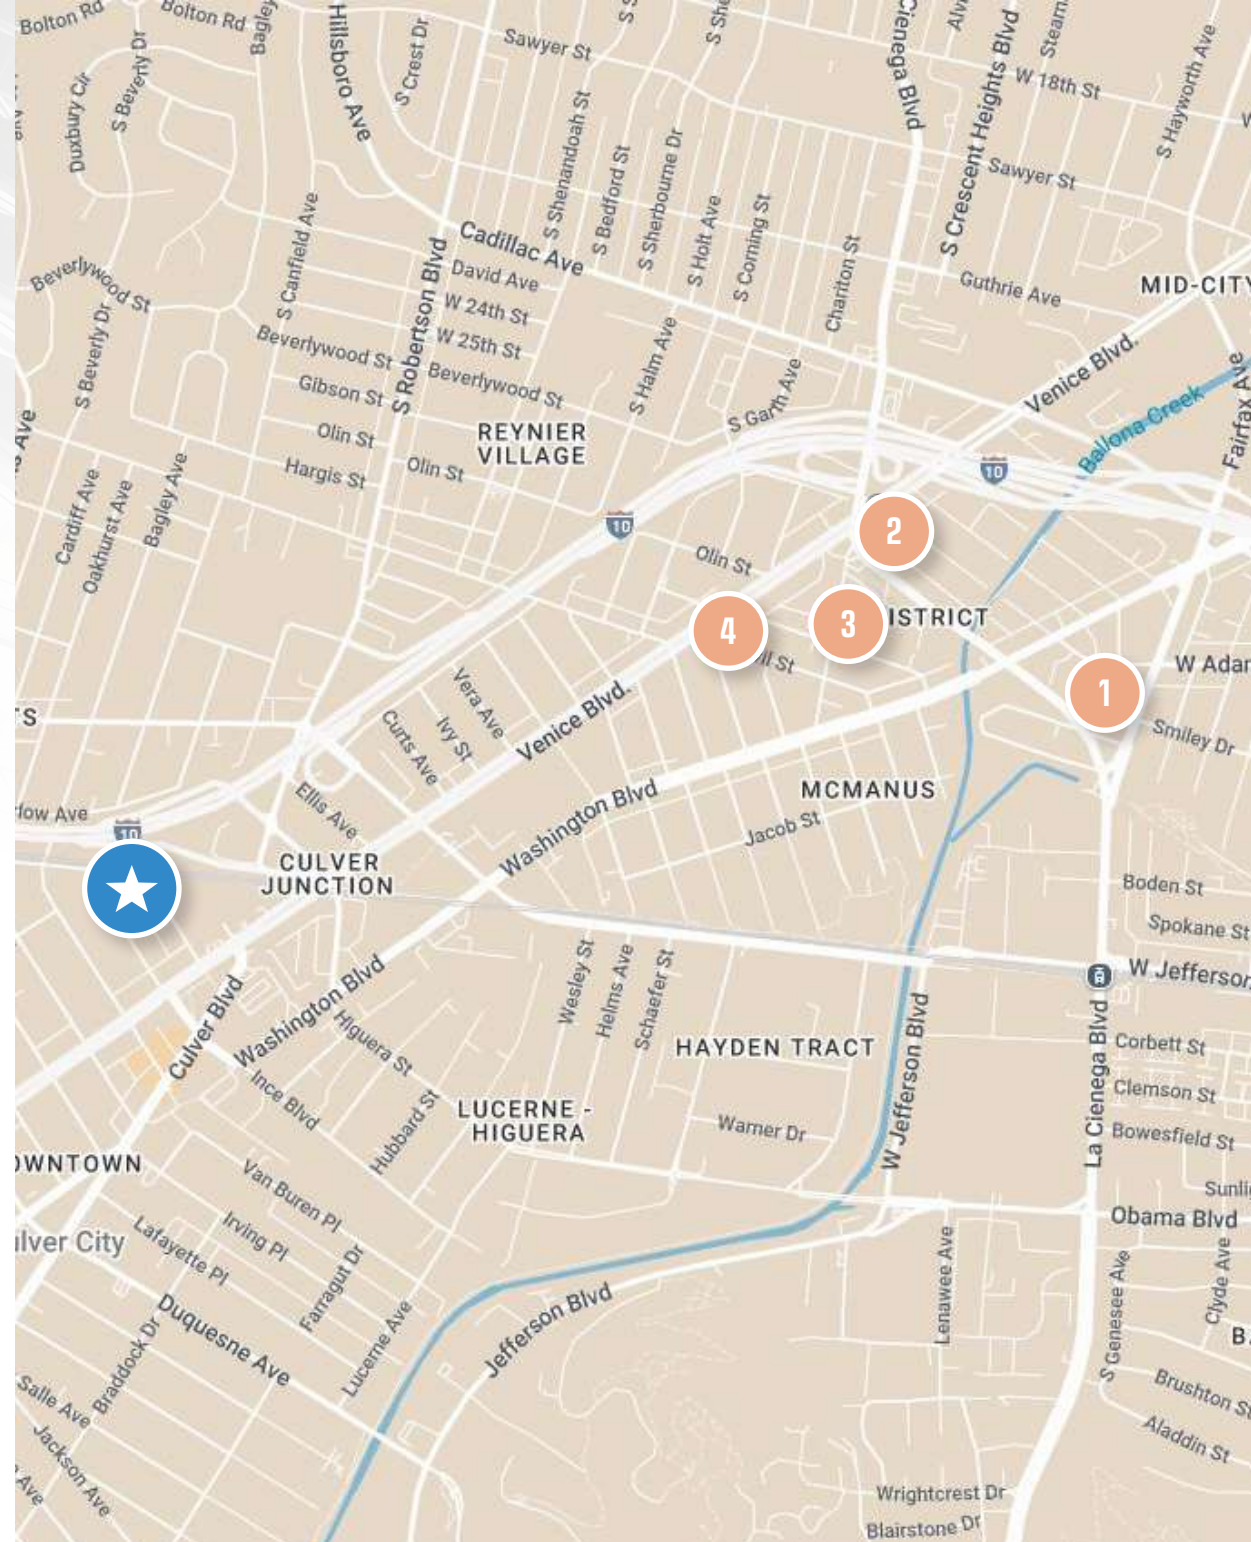 Bolton Rd
Bolton Rd
Bagley
Hillsboro Ave
S Crest Dr
Sawyer St
Cienega Blvd
S Crescent Heights Blvd
W 18th St
S Hayworth Ave
Duxbury Cir
S Beverly Dr
S Shenandoah St
S Bedford St
S Sherbourne Dr
S Holt Ave
S Corning St
Chariton St
Sawyer St
Guthrie Ave
MID-CITY
Cadillac Ave
David Ave
W 24th St
W 25th St
S Canfield Ave
S Robertson Blvd
Beverlywood St
S Beverly Dr
Beverlywood St
Beverlywood St
Gibson St
S Halm Ave
S Garth Ave
Venice Blvd.
Ballona Creek
Fairfax Ave
Olin St
REYNIER
VILLAGE
Hargis St
Olin St
Cardiff Ave
Oakhurst Ave
Bagley Ave
10
10
2
Olin St
4
3
ISTRICT
1
W Adar
Smiley Dr
TS
Vera Ave
Ivy St
Curts Ave
Venice Blvd.
Washington Blvd
MCMANUS
Jacob St
Ellis Ave
low Ave
10
CULVER
JUNCTION
Boden St
Spokane St
W Jefferson
Wesley St
Helms Ave
Schaefer St
Culver Blvd
Washington Blvd
Higuera St
Ince Blvd
Hubbard St
HAYDEN TRACT
W Jefferson Blvd
La Cienega Blvd
Corbett St
Clemson St
Bowesfield St
LUCERNE -
HIGUERA
Warner Dr
OWNTOWN
Van Buren Pl
Irving Pl
Lafayette Pl
ulver City
Farragut Dr
Sunli
Obama Blvd
Duquesne Ave
Braddock Dr
Lucerne Ave
Jefferson Blvd
Lenawee Ave
S Genesee Ave
Clyde Ave
B
Salle Ave
Jackson Ave
Ave
Brushton St
Aladdin St
Wrightcrest Dr
Blairstone Dr